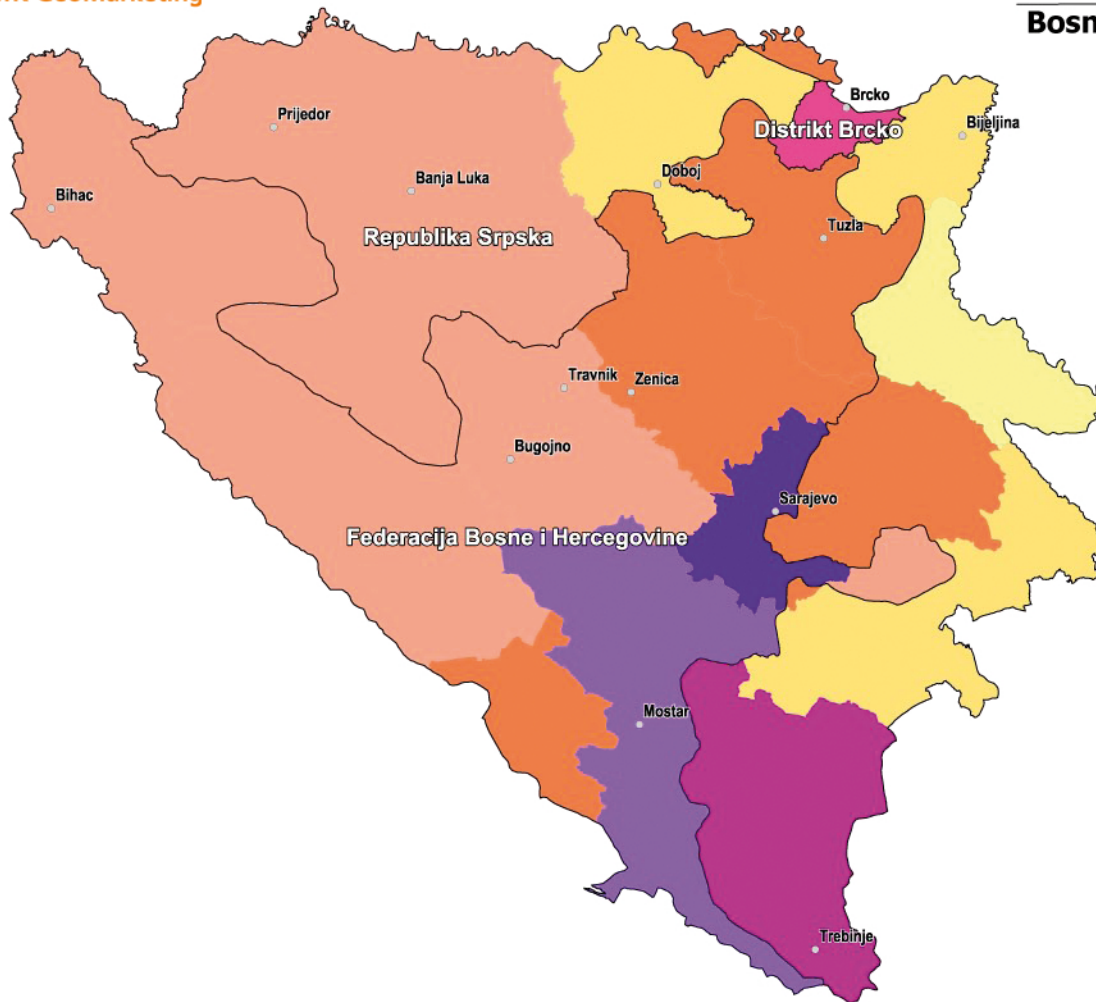 Geomarketing
Bosn
Prijedor
Brcko
Distrikt Brcko
Bijeljina
Doboj
Banja Luka
Bihac
Tuzla
Republika Srpska
Travnik
Zenica
Bugojno
Sarajevo
Federacija Bosne i Hercegovine
Mostar
Trebinje